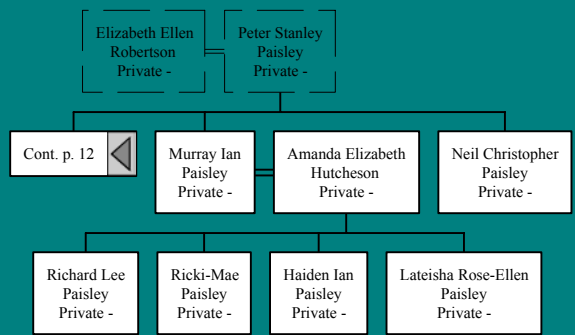 Elizabeth Ellen
Robertson
Private -
Peter Stanley
Paisley
Private -
Cont. p. 12
Murray Ian
Paisley
Private -
Amanda Elizabeth
Hutcheson
Private -
Neil Christopher
Paisley
Private -
Richard Lee
Paisley
Private -
Ricki-Mae
Paisley
Private -
Haiden Ian
Paisley
Private -
Lateisha Rose-Ellen
Paisley
Private -